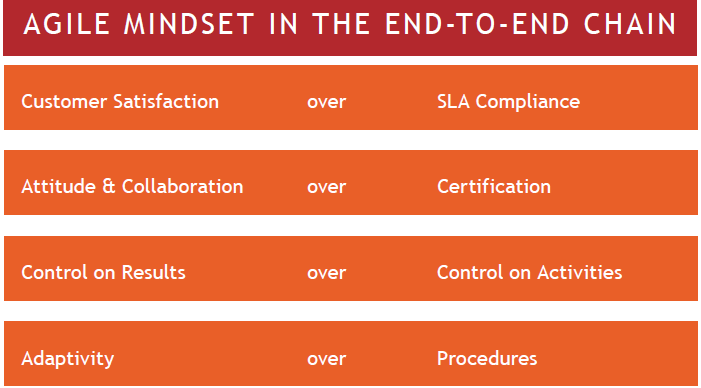 AGILE MINDSET IN THE END-TO-END CHAIN
Customer Satisfaction over SLA Compliance
Attitude & Collaboration over Certification
Control on Results over Control on Activities
Adaptivity over Procedures